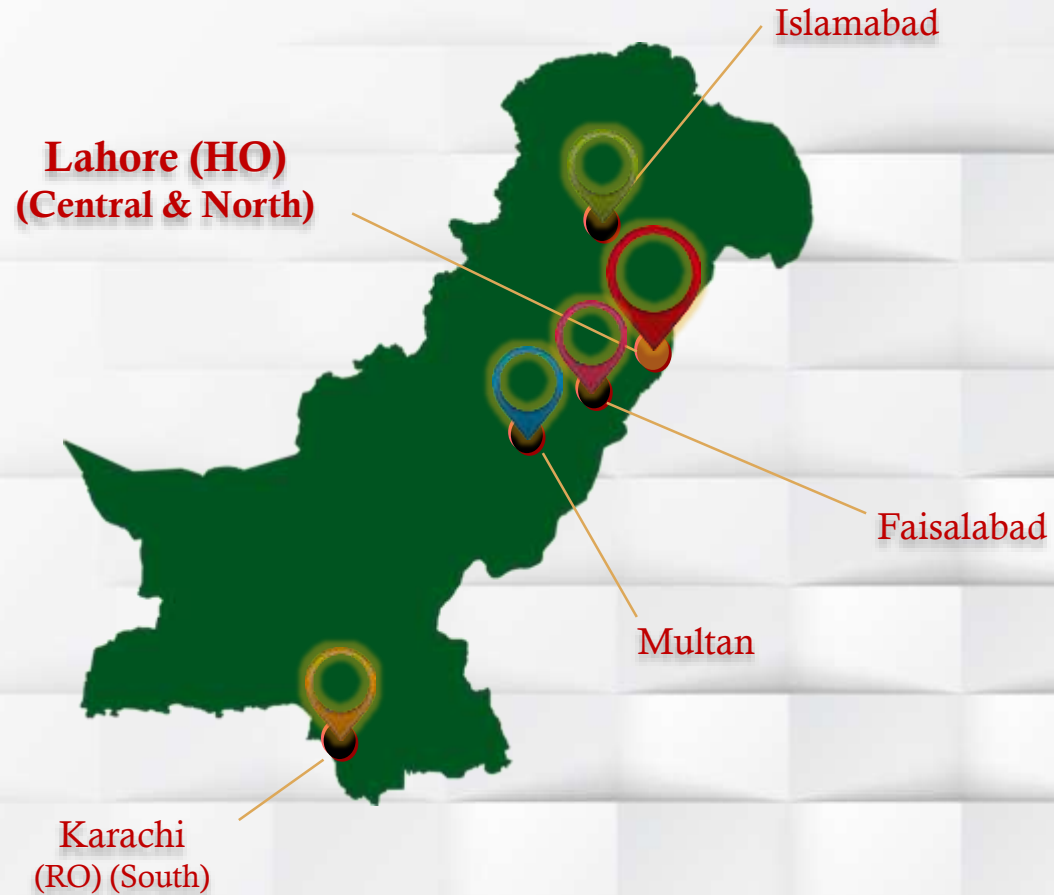 Islamabad
Lahore (HO)
(Central & North)
Faisalabad
Multan
Karachi
(RO) (South)